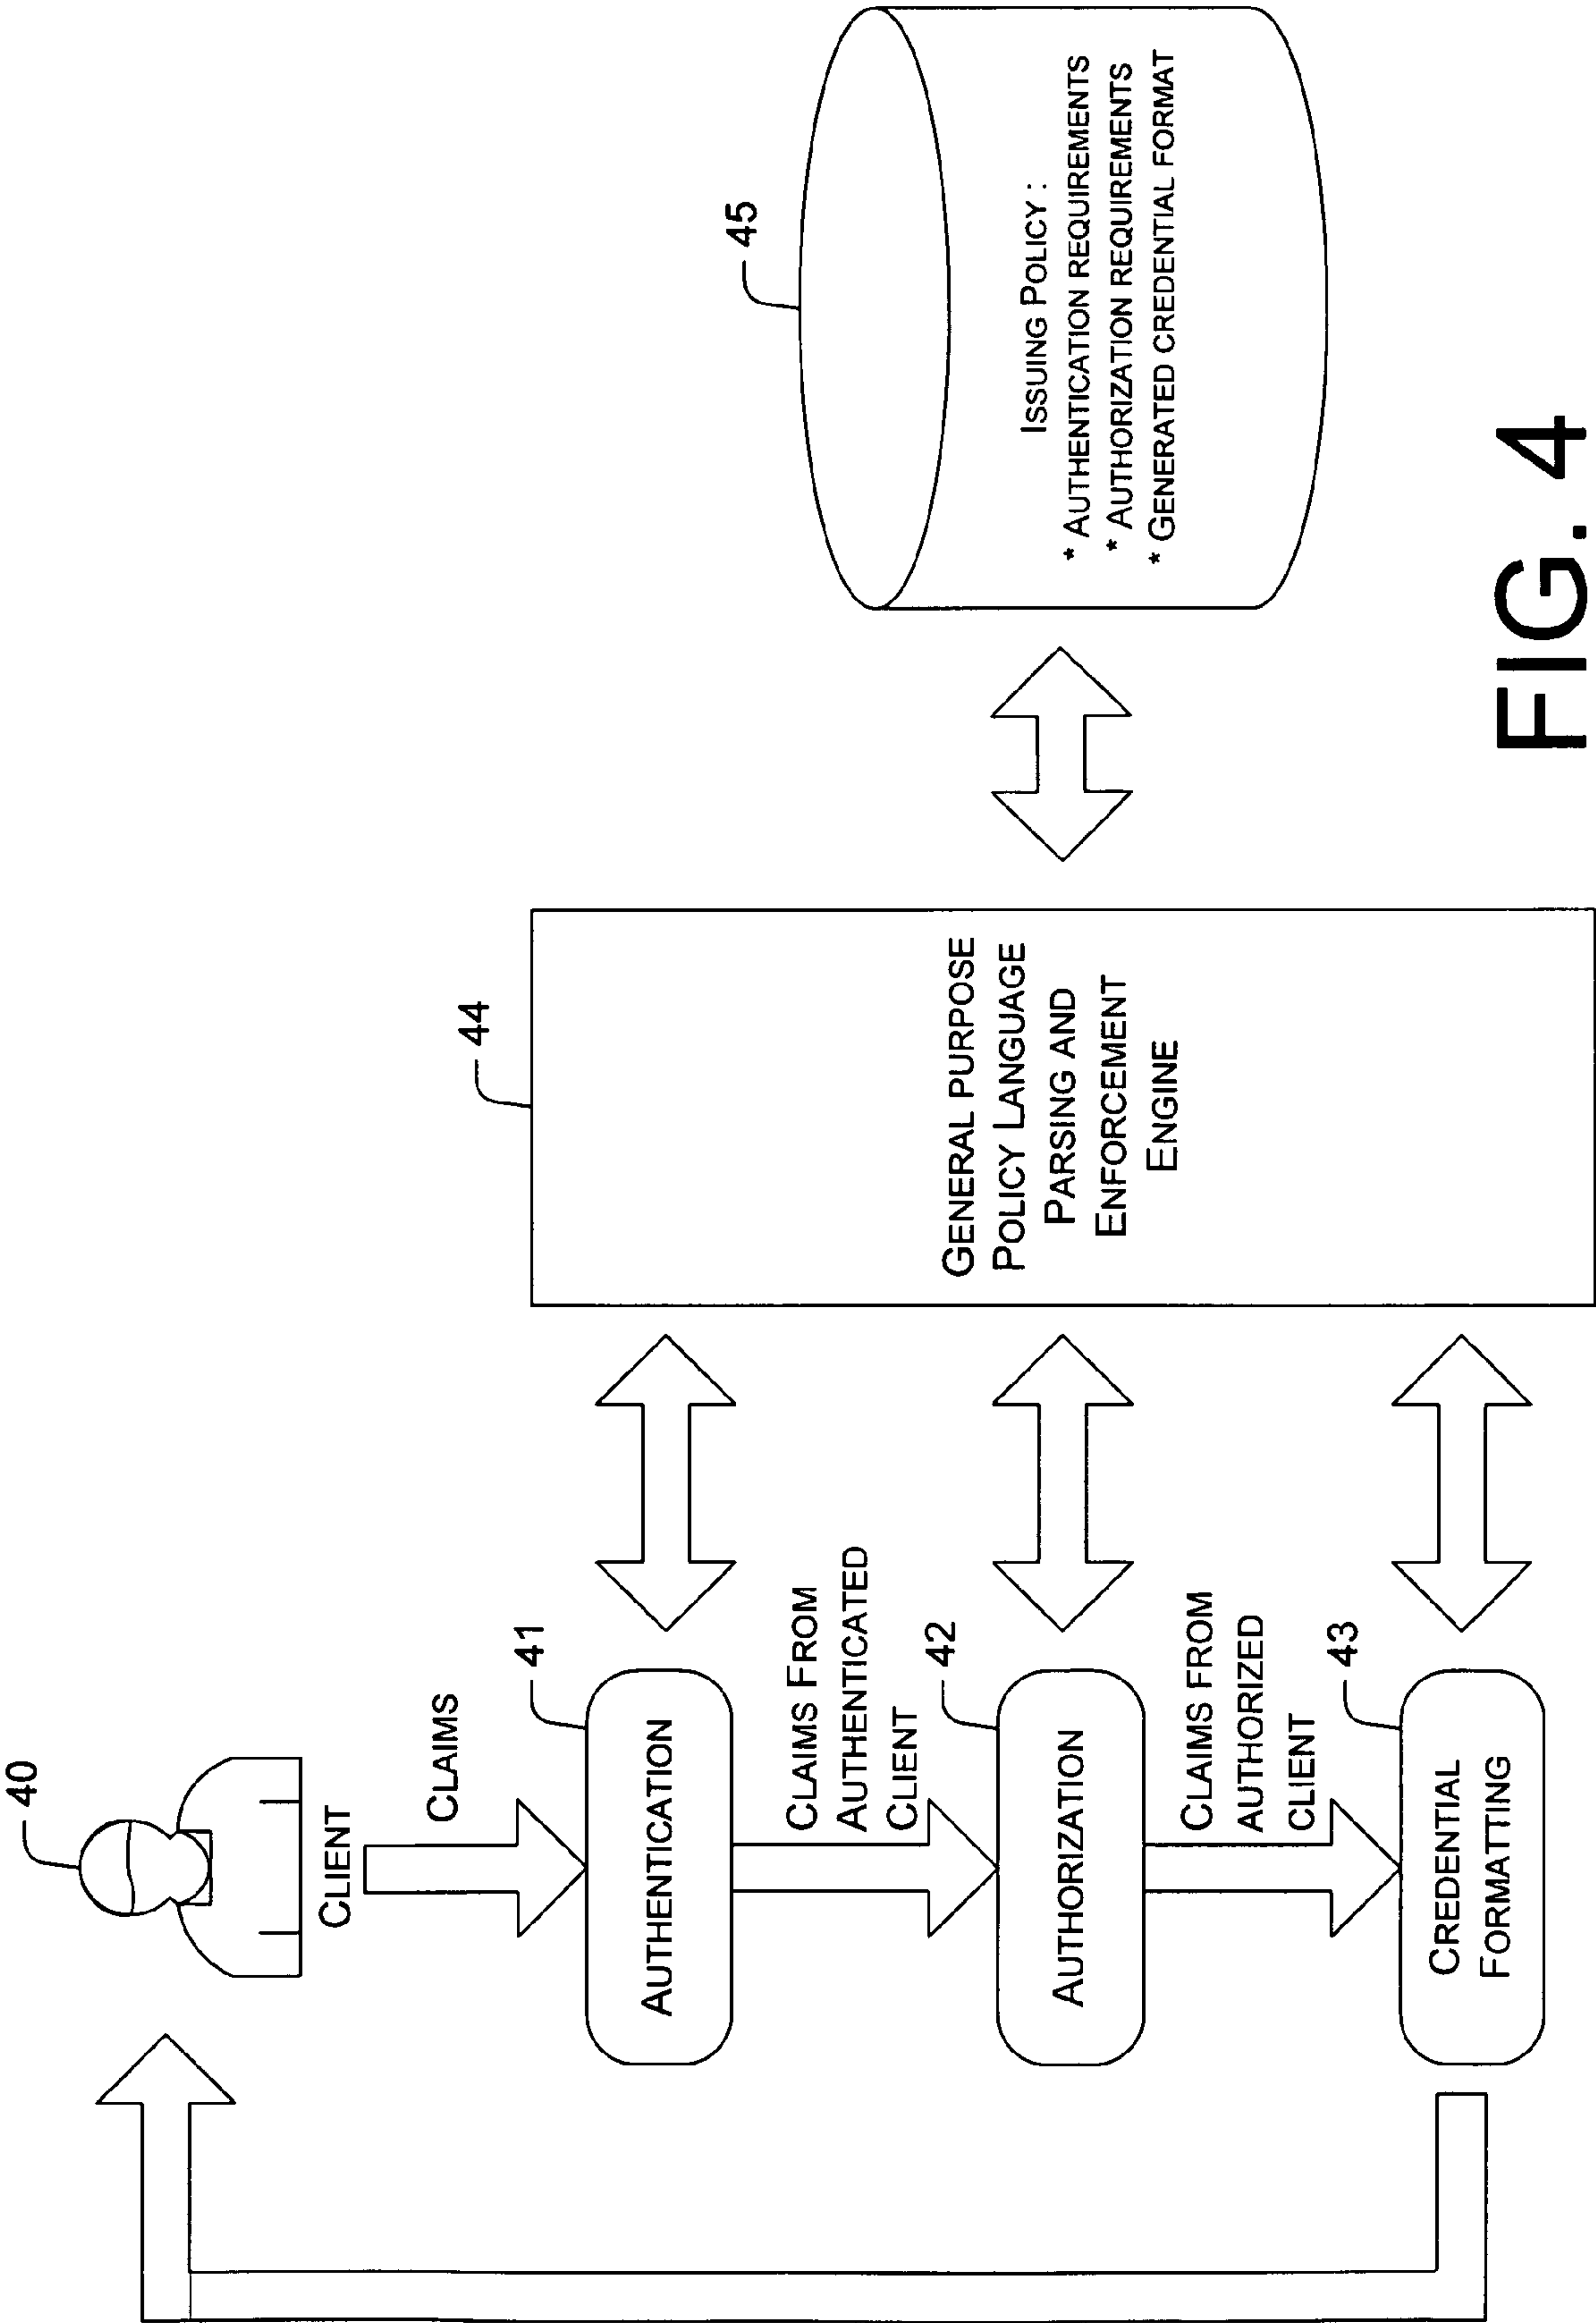 40
CLIENT
CLAIMS
41
AUTHENTICATION
CLAIMS FROM
AUTHENTICATED
CLIENT
42
AUTHORIZATION
CLAIMS FROM
AUTHORIZED
CLIENT
43
CREDENTIAL
FORMATTING
44
GENERAL PURPOSE
POLICY LANGUAGE
PARSING AND
ENFORCEMENT
ENGINE
45
ISSUING POLICY :
* AUTHENTICATION REQUIREMENTS
* AUTHORIZATION REQUIREMENTS
* GENERATED CREDENTIAL FORMAT
FIG. 4